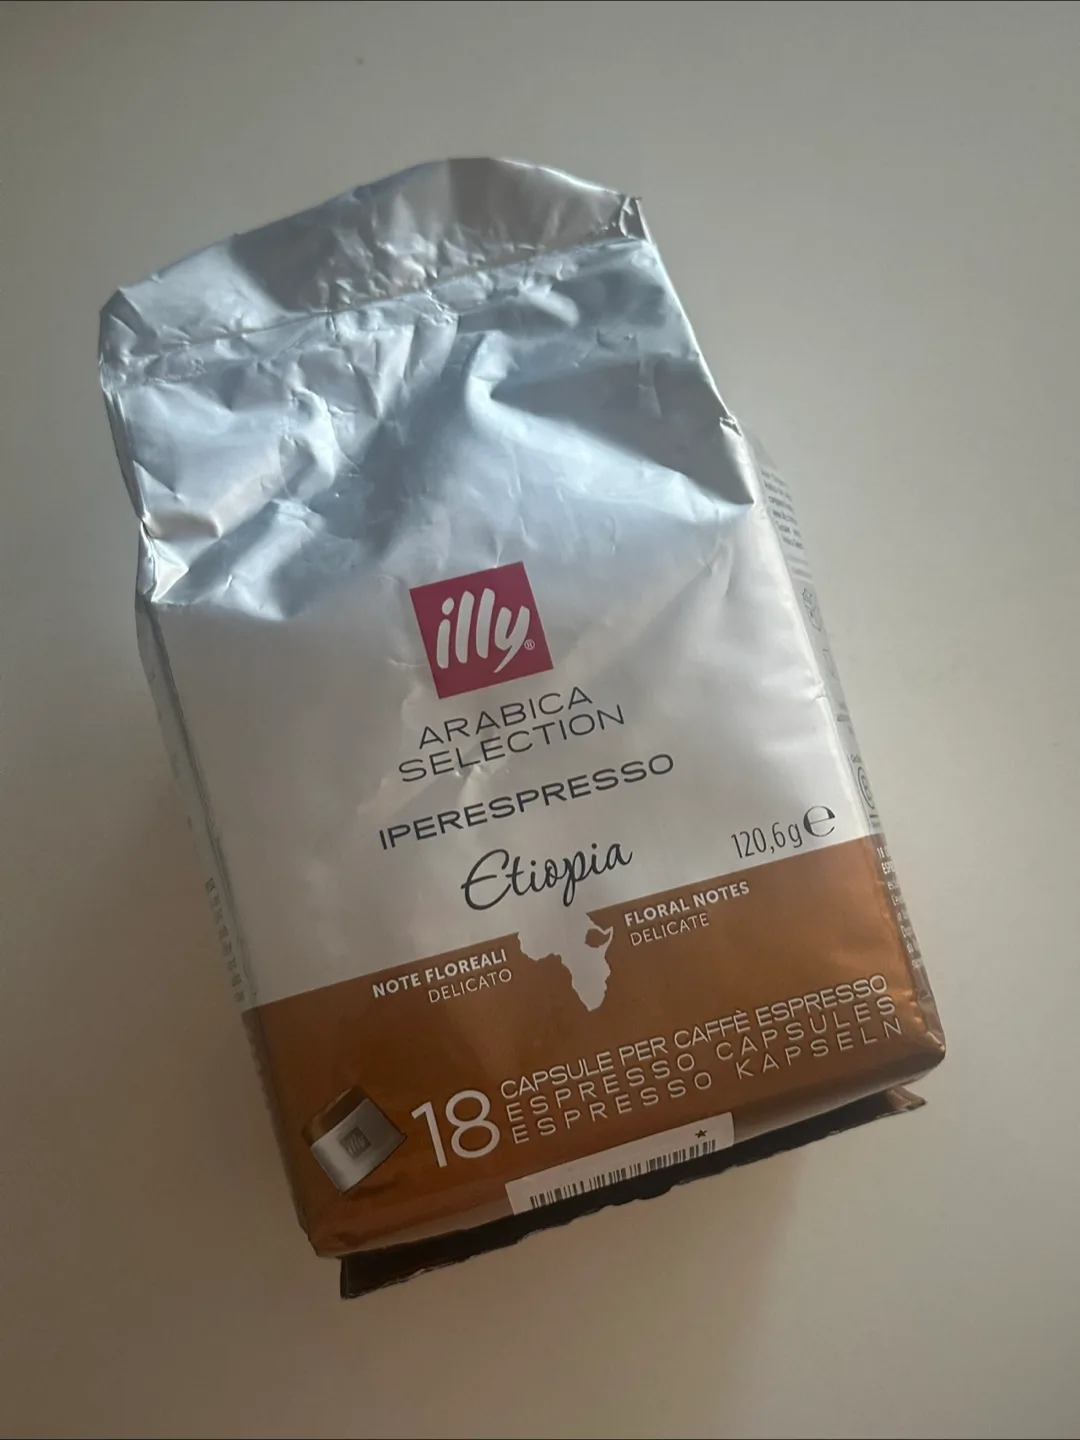 illy®
ARABICA
SELECTION
IPERESPRESSO
Etiopia
120,6g℮
NOTE FLOREALI
DELICATO
FLORAL NOTES
DELICATE
18
CAPSULE PER CAFFÈ ESPRESSO
ESPRESSO CAPSULES
ESPRESSO KAPSELN
illy